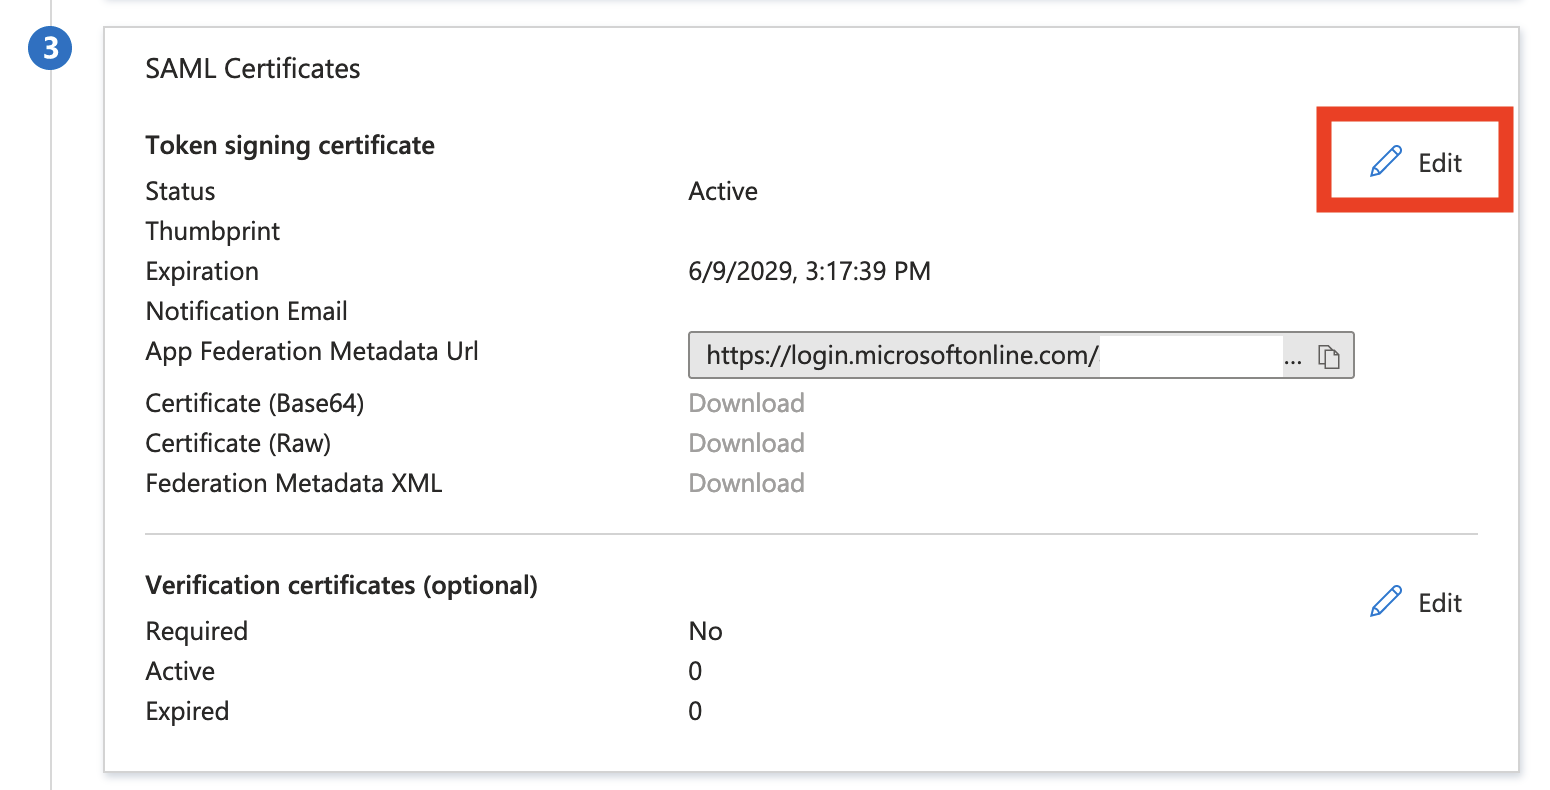 3
SAML Certificates
Token signing certificate
Edit
Status Active
Thumbprint
Expiration 6/9/2029, 3:17:39 PM
Notification Email
App Federation Metadata Url https://login.microsoftonline.com/ ...
Certificate (Base64) Download
Certificate (Raw) Download
Federation Metadata XML Download
Verification certificates (optional)
Edit
Required No
Active 0
Expired 0